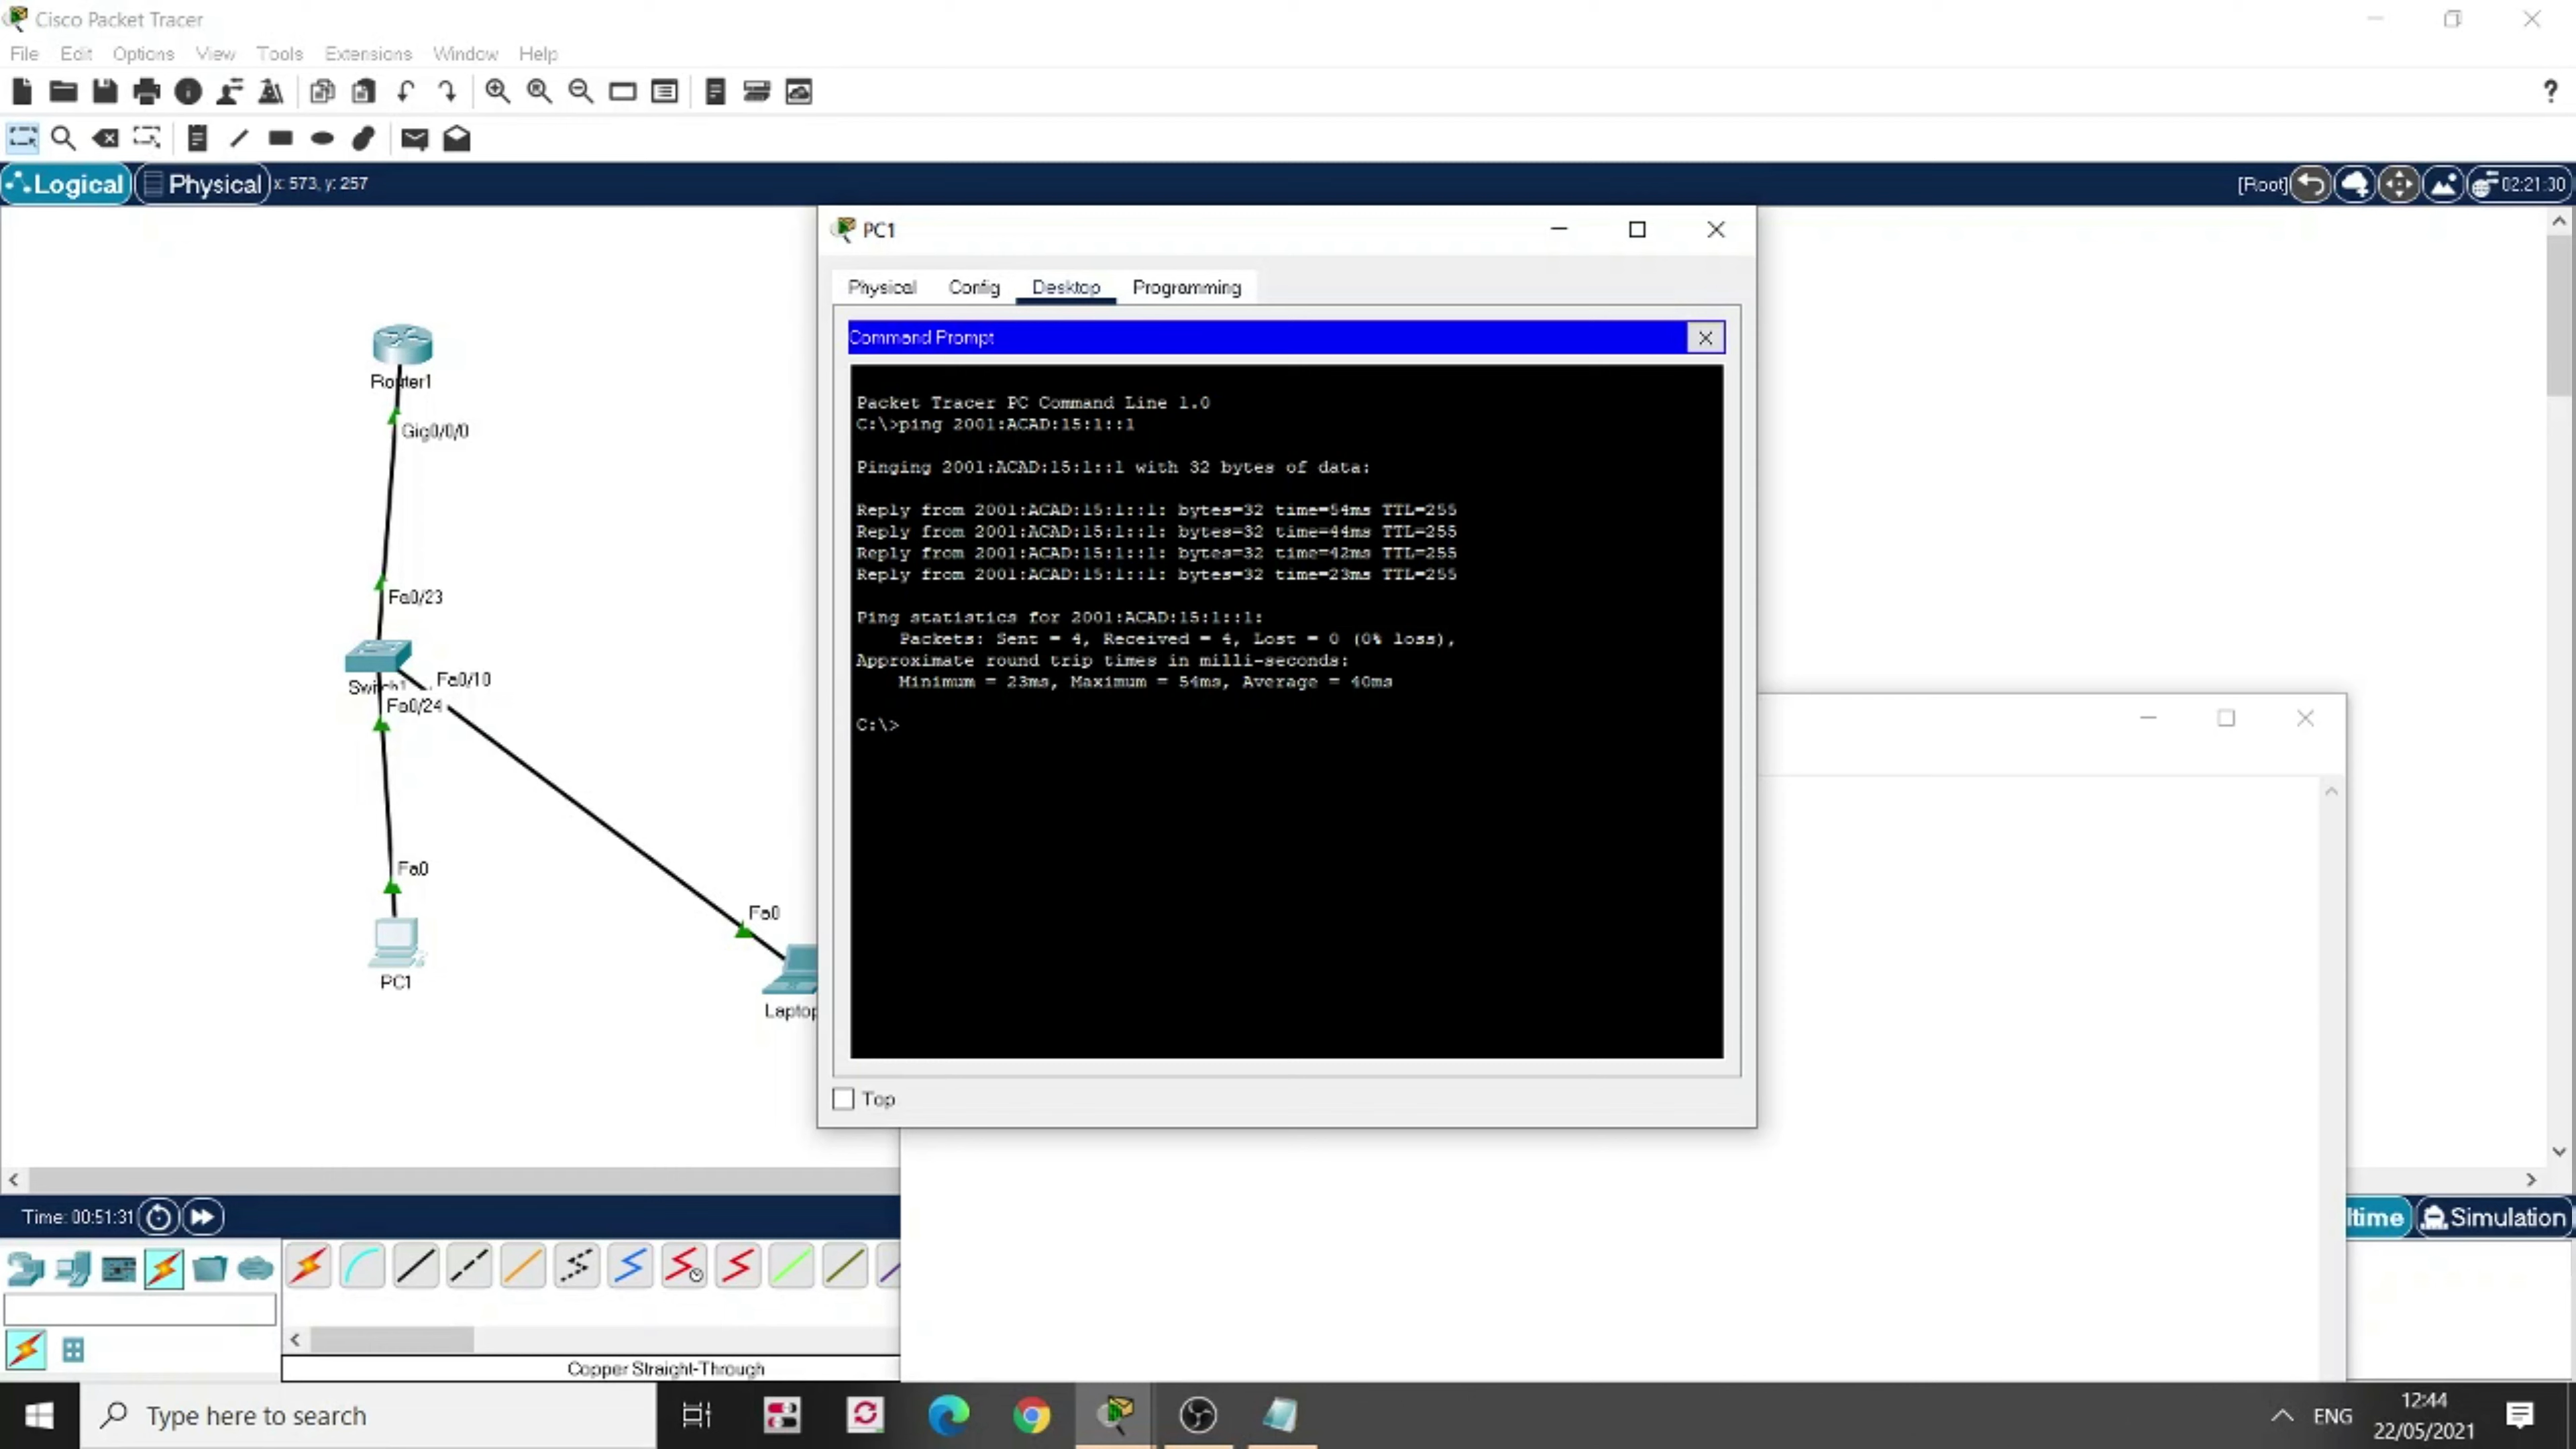 Cisco Packet Tracer
File Edit Options View Tools Extensions Window Help
?
Logical Physical x: 573, y: 257 [Root] 02:21:30
PC1
Physical Config Desktop Programming
Command Prompt
Packet Tracer PC Command Line 1.0
C:\>ping 2001:ACAD:15:1::1
Pinging 2001:ACAD:15:1::1 with 32 bytes of data:
Reply from 2001:ACAD:15:1::1: bytes=32 time=54ms TTL=255
Reply from 2001:ACAD:15:1::1: bytes=32 time=44ms TTL=255
Reply from 2001:ACAD:15:1::1: bytes=32 time=42ms TTL=255
Reply from 2001:ACAD:15:1::1: bytes=32 time=23ms TTL=255
Ping statistics for 2001:ACAD:15:1::1:
Packets: Sent = 4, Received = 4, Lost = 0 (0% loss),
Approximate round trip times in milli-seconds:
Minimum = 23ms, Maximum = 54ms, Average = 40ms
C:\>
Top
Router1
Gig0/0/0
Fa0/23
Fa0/10
Switch1
Fa0/24
Fa0
Fa0
PC1
Laptop
Time: 00:51:31
ltime Simulation
Copper Straight-Through
Type here to search
ENG
12:44
22/05/2021